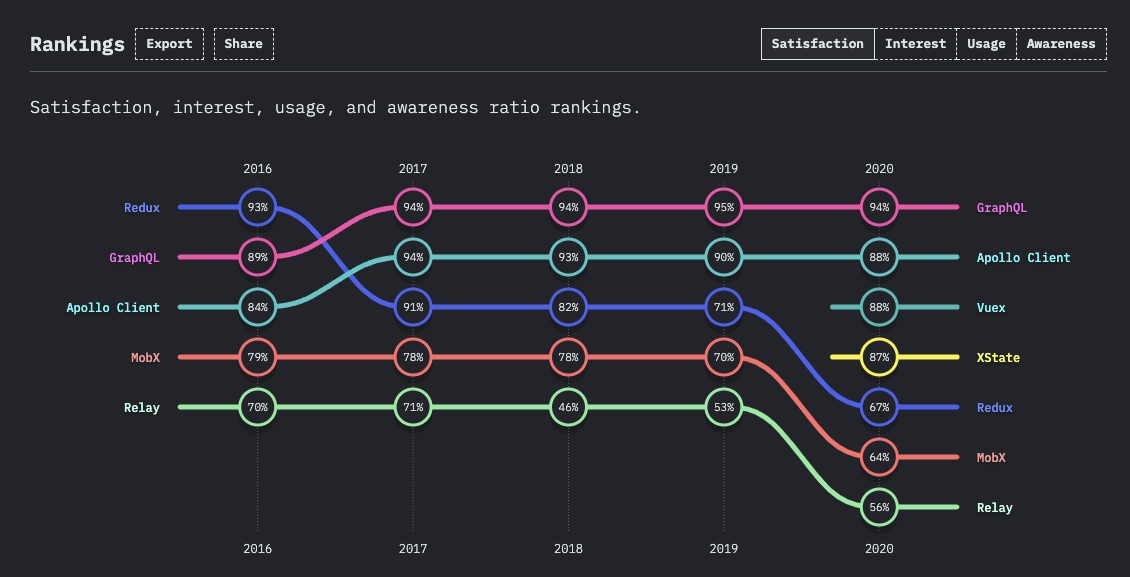 Rankings Export Share Satisfaction Interest Usage Awareness
Satisfaction, interest, usage, and awareness ratio rankings.
2016 2017 2018 2019 2020
Redux 93% 94% 94% 95% 94% GraphQL
GraphQL 89% 94% 93% 90% 88% Apollo Client
Apollo Client 84% 91% 82% 71% 88% Vuex
MobX 79% 78% 78% 70% 87% XState
Relay 70% 71% 46% 53% 67% Redux
64% MobX
56% Relay
2016 2017 2018 2019 2020